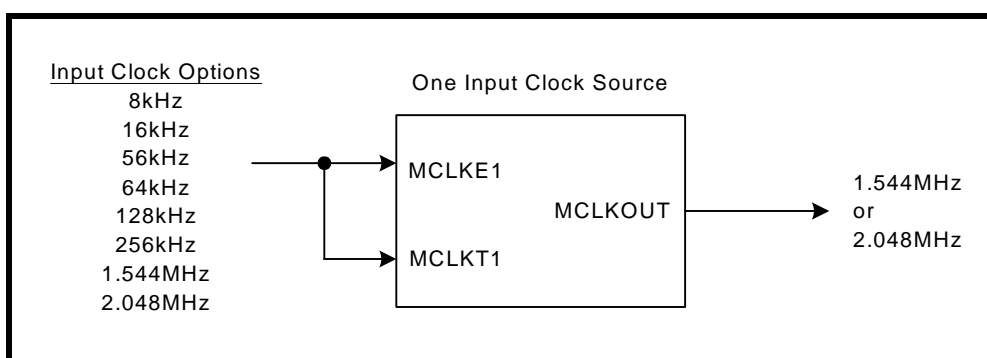 Input Clock Options
8kHz
16kHz
56kHz
64kHz
128kHz
256kHz
1.544MHz
2.048MHz
One Input Clock Source
MCLKE1
MCLKT1
MCLKOUT
1.544MHz
or
2.048MHz